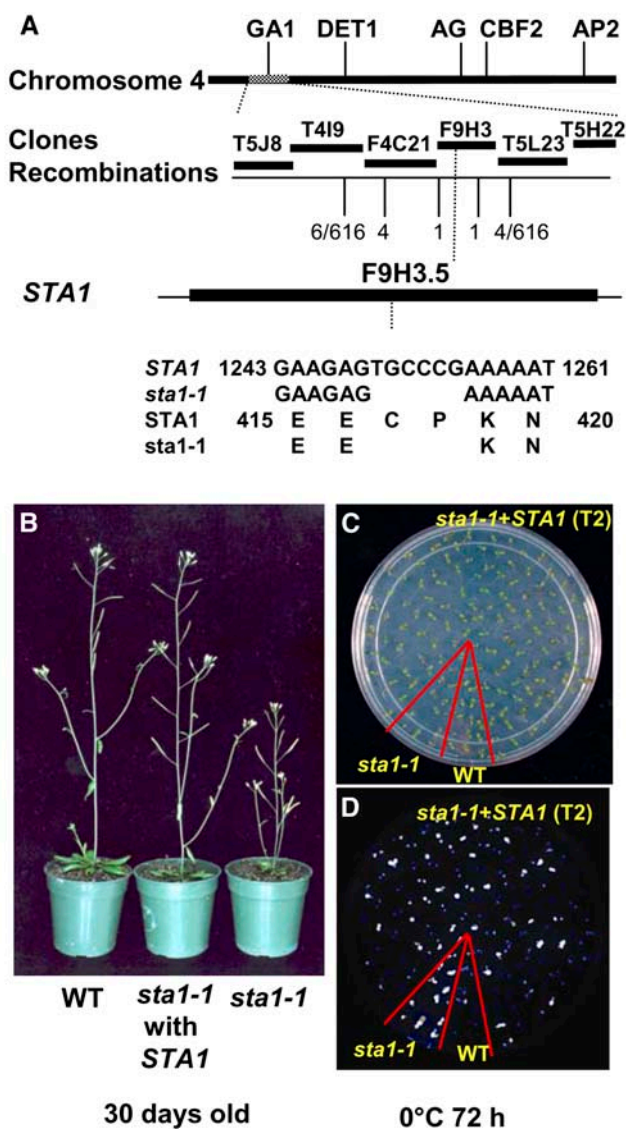 A
GA1 DET1 AG CBF2 AP2
Chromosome 4
Clones
T5J8 T4I9 F4C21 F9H3 T5L23 T5H22
Recombinations
6/616 4 1 1 4/616
F9H3.5
STA1
STA1 1243 GAAGAGTGCCCGAAAAAT 1261
sta1-1 GAAGAG AAAAAT
STA1 415 E E C P K N 420
sta1-1 E E K N
B
C
sta1-1+STA1 (T2)
sta1-1
WT
D
sta1-1+STA1 (T2)
sta1-1
WT
WT
sta1-1
with
STA1
sta1-1
30 days old
0°C 72 h